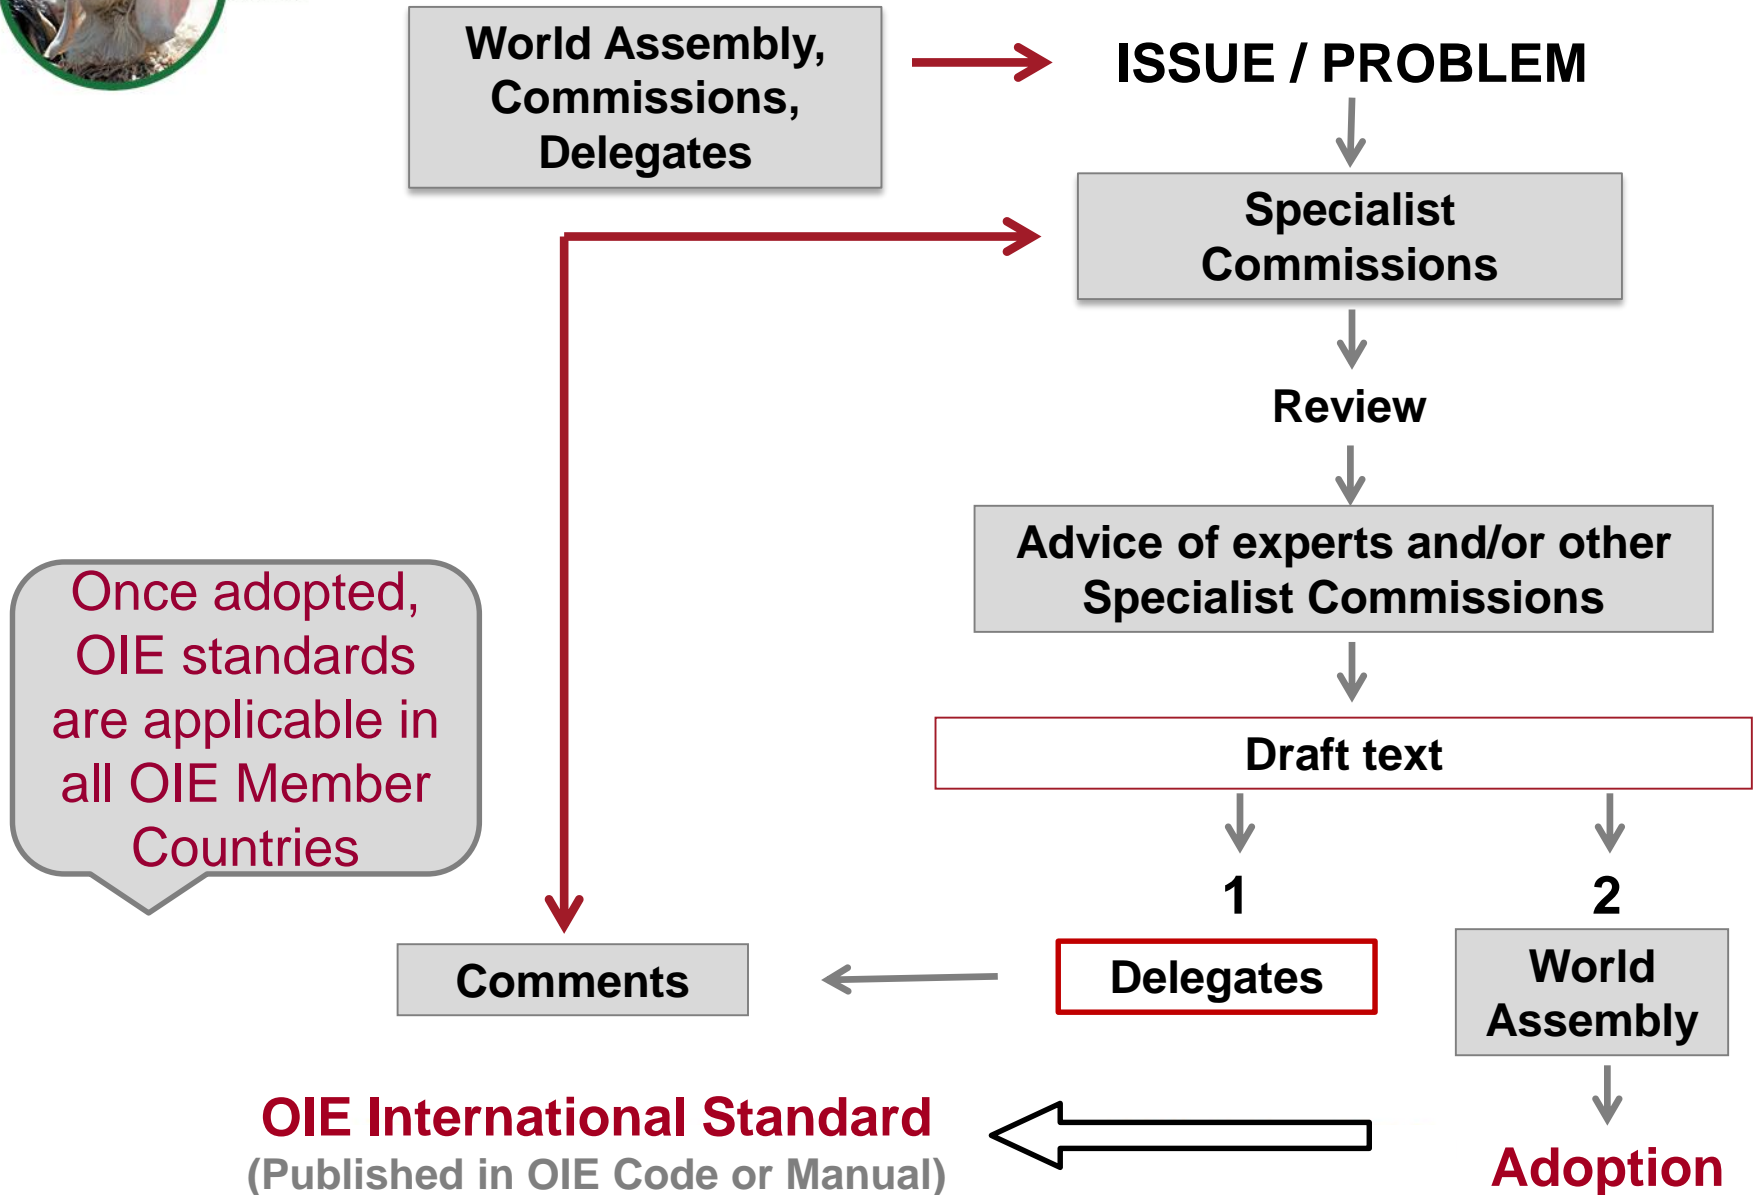 World Assembly,
Commissions,
Delegates
ISSUE / PROBLEM
Specialist
Commissions
Review
Advice of experts and/or other
Specialist Commissions
Once adopted,
OIE standards
are applicable in
all OIE Member
Countries
Draft text
1
2
Comments
Delegates
World
Assembly
OIE International Standard
(Published in OIE Code or Manual)
Adoption